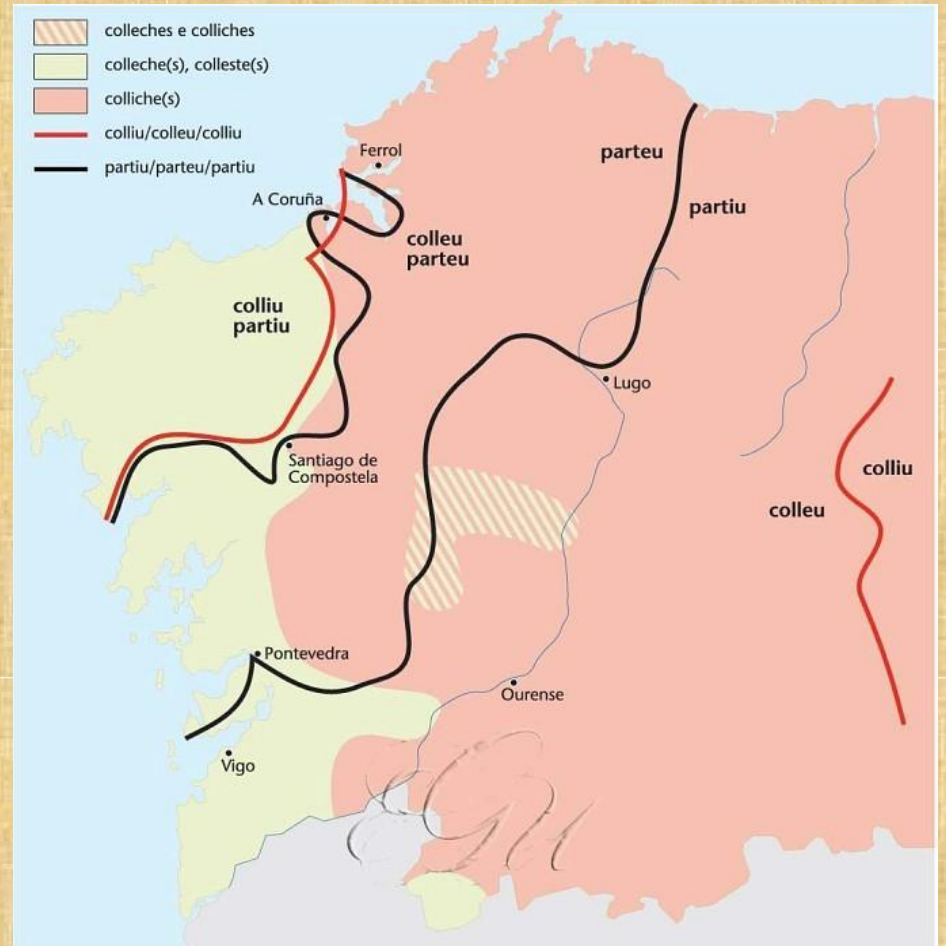 colleches e colliches
colleche(s), colleste(s)
colliche(s)
colliu/colleu/colliu
partiu/parteu/partiu
Ferrol
A Coruña
parteu
partiu
colleu
parteu
colliu
partiu
Lugo
Santiago de
Compostela
colliu
colleu
Pontevedra
Ourense
Vigo